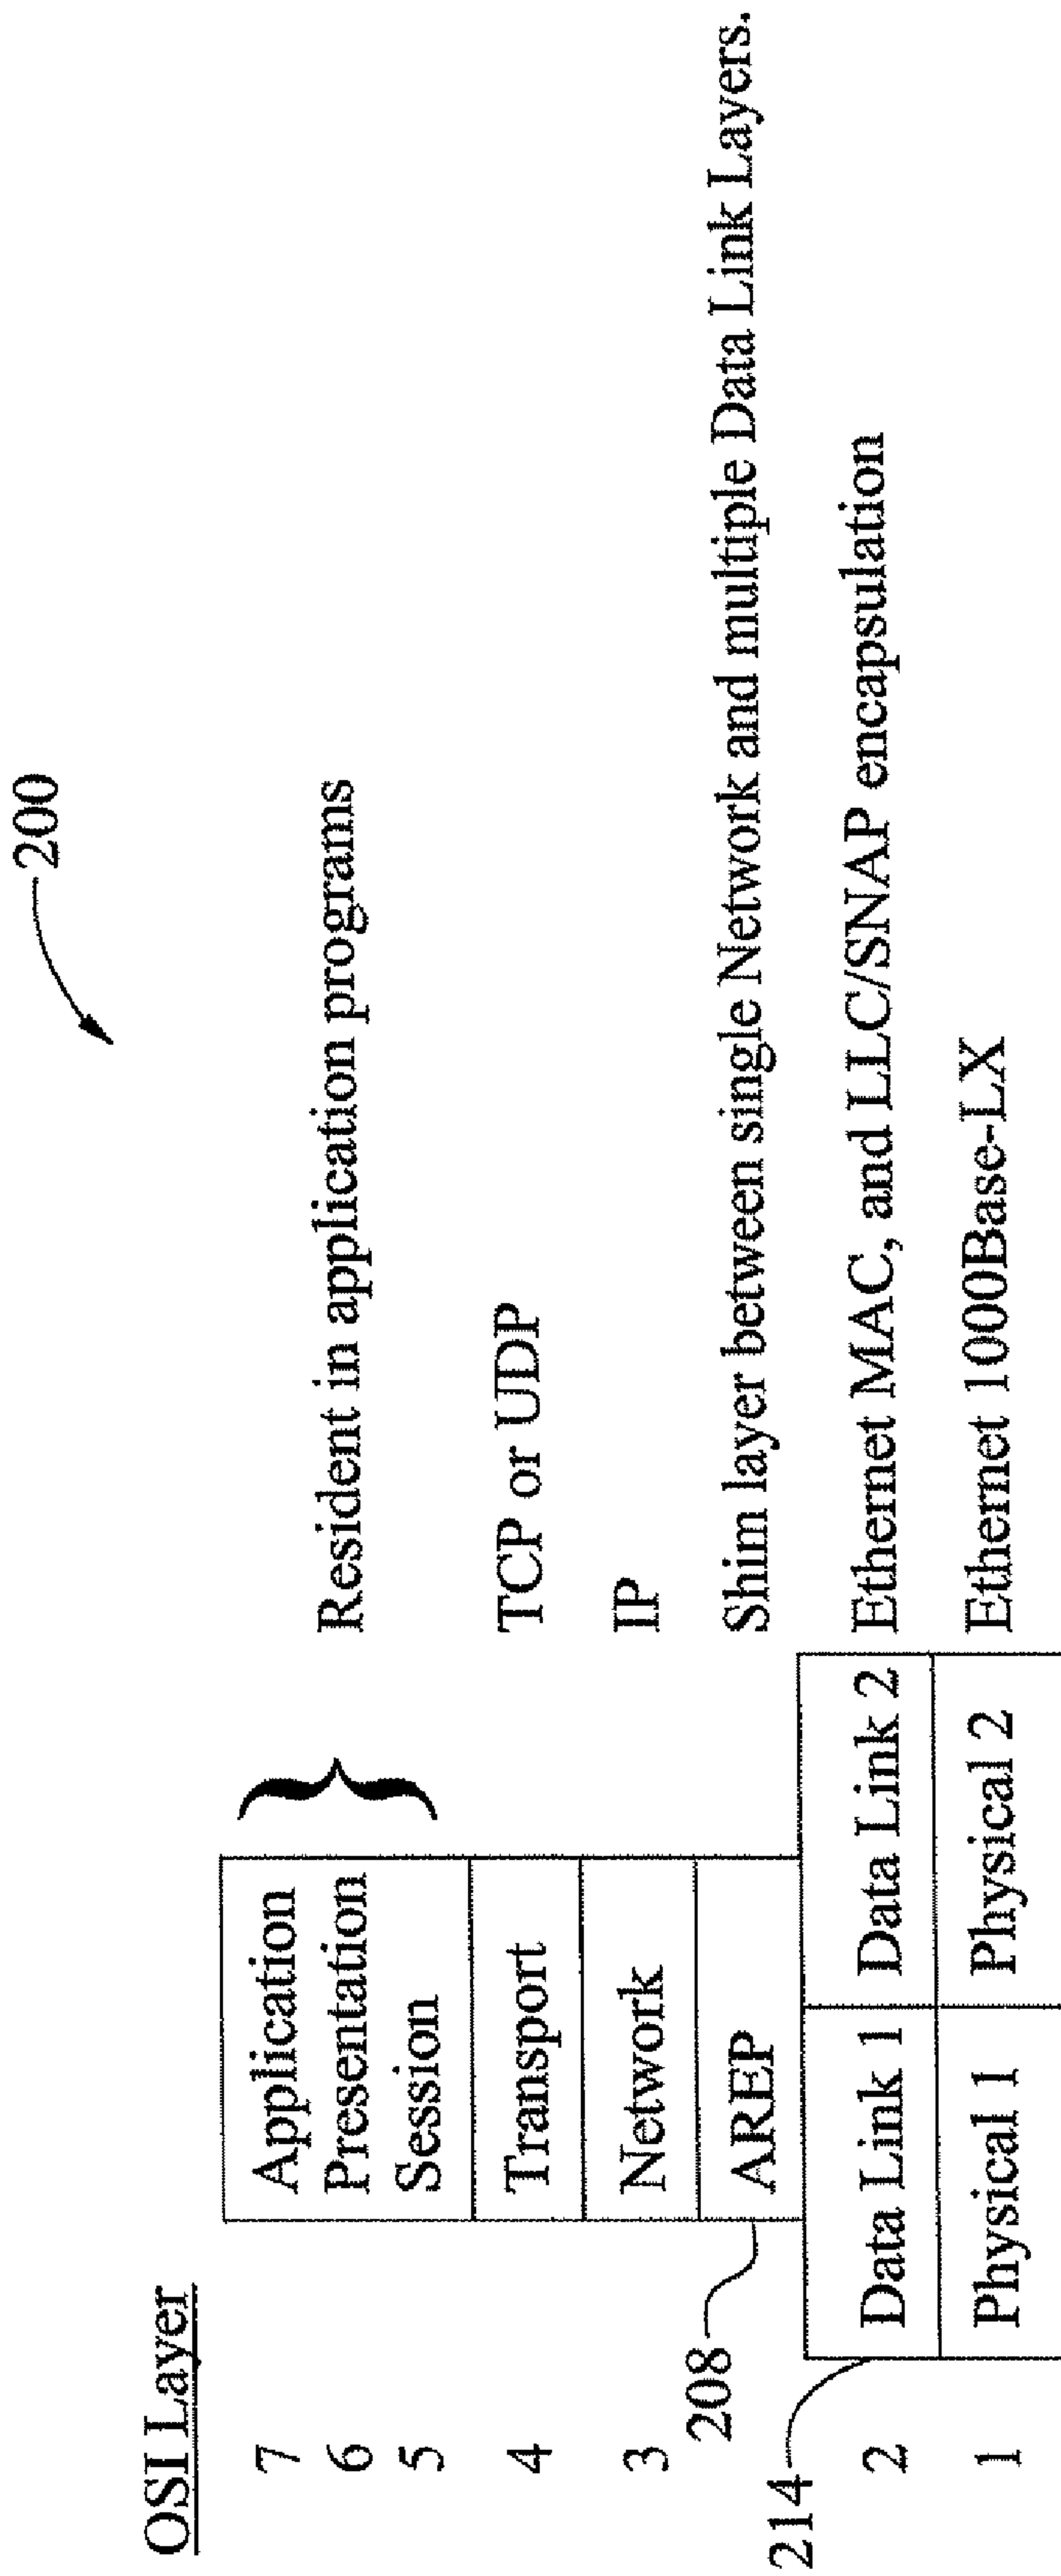 200
OSI Layer
7 Application
6 Presentation } Resident in application programs
5 Session
4 Transport TCP or UDP
3 Network IP
208 AREP Shim layer between single Network and multiple Data Link Layers.
214
2 Data Link 1 Data Link 2 Ethernet MAC, and LLC/SNAP encapsulation
1 Physical 1 Physical 2 Ethernet 1000Base-LX